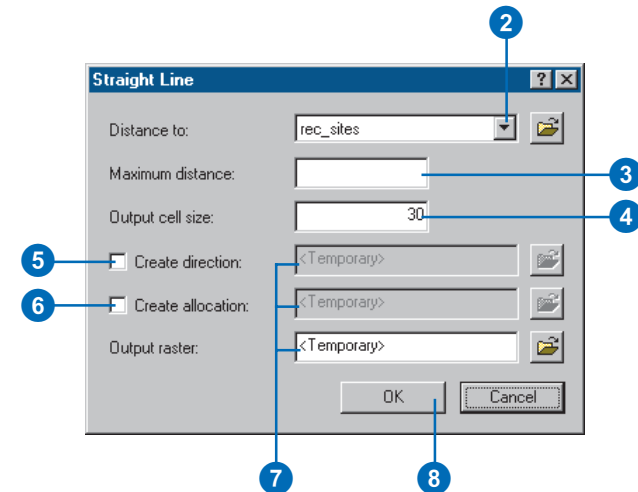 2
Straight Line
Distance to: rec_sites
Maximum distance: 3
Output cell size: 30 4
5 Create direction: <Temporary>
6 Create allocation: <Temporary>
Output raster: <Temporary>
OK Cancel
7 8